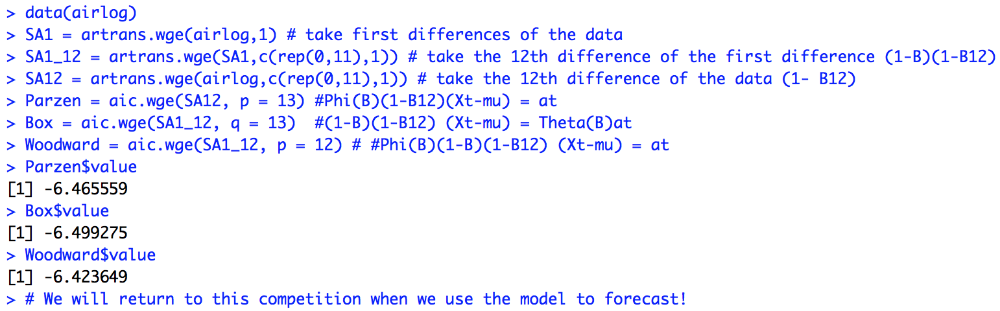 > data(airlog)
> SA1 = artrans.wge(airlog,1) # take first differences of the data
> SA1_12 = artrans.wge(SA1,c(rep(0,11),1)) # take the 12th difference of the first difference (1-B)(1-B12)
> SA12 = artrans.wge(airlog,c(rep(0,11),1)) # take the 12th difference of the data (1- B12)
> Parzen = aic.wge(SA12, p = 13) #Phi(B)(1-B12)(Xt-mu) = at
> Box = aic.wge(SA1_12, q = 13)  #(1-B)(1-B12) (Xt-mu) = Theta(B)at
> Woodward = aic.wge(SA1_12, p = 12) # #Phi(B)(1-B)(1-B12) (Xt-mu) = at
> Parzen$value
[1] -6.465559
> Box$value
[1] -6.499275
> Woodward$value
[1] -6.423649
> # We will return to this competition when we use the model to forecast!